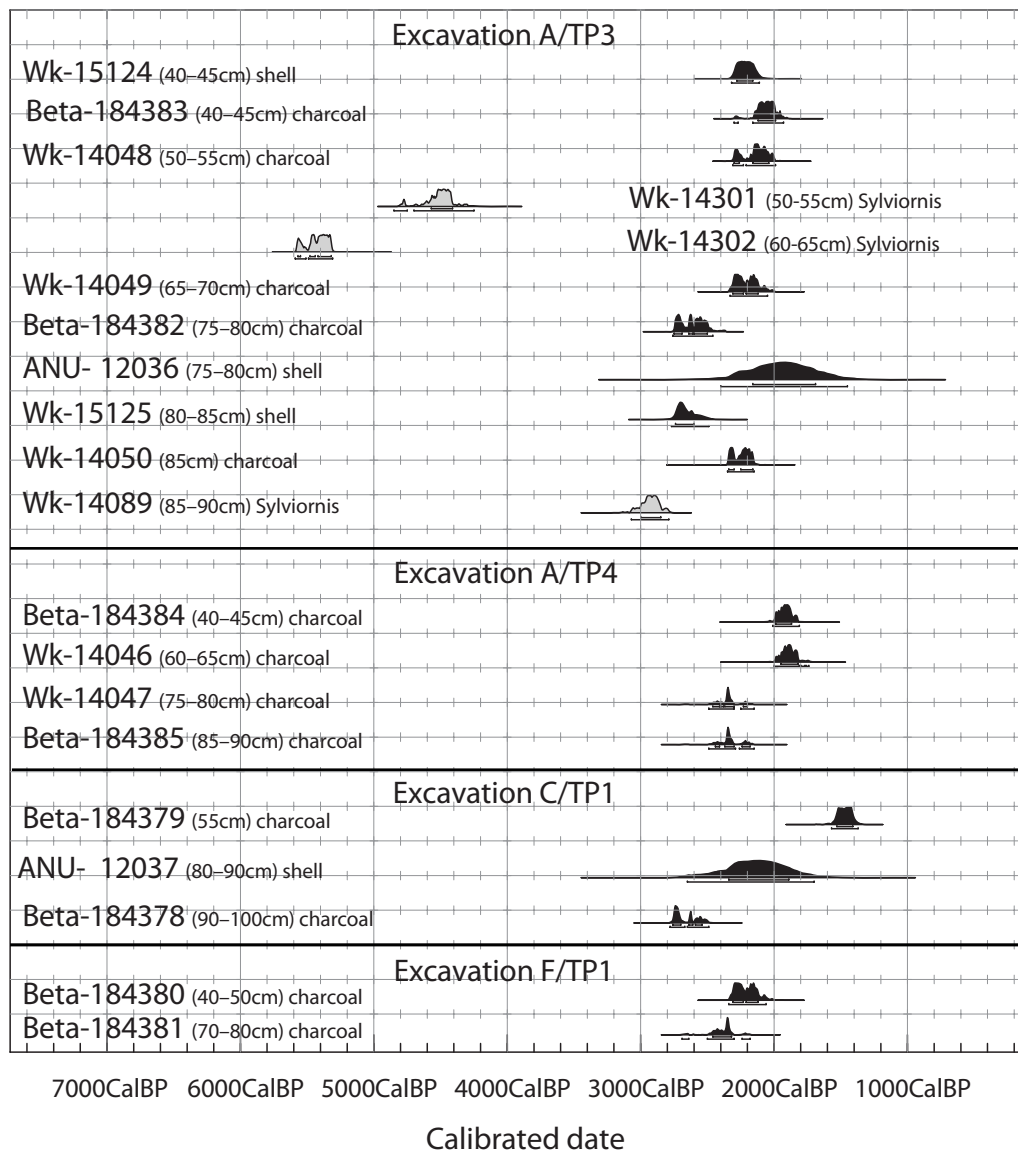 Excavation A/TP3
Wk-15124 (40–45cm) shell
Beta-184383 (40–45cm) charcoal
Wk-14048 (50–55cm) charcoal
Wk-14301 (50-55cm) Sylviornis
Wk-14302 (60-65cm) Sylviornis
Wk-14049 (65–70cm) charcoal
Beta-184382 (75–80cm) charcoal
ANU- 12036 (75–80cm) shell
Wk-15125 (80–85cm) shell
Wk-14050 (85cm) charcoal
Wk-14089 (85–90cm) Sylviornis
Excavation A/TP4
Beta-184384 (40–45cm) charcoal
Wk-14046 (60–65cm) charcoal
Wk-14047 (75–80cm) charcoal
Beta-184385 (85–90cm) charcoal
Excavation C/TP1
Beta-184379 (55cm) charcoal
ANU- 12037 (80–90cm) shell
Beta-184378 (90–100cm) charcoal
Excavation F/TP1
Beta-184380 (40–50cm) charcoal
Beta-184381 (70–80cm) charcoal
7000CalBP 6000CalBP 5000CalBP 4000CalBP 3000CalBP 2000CalBP 1000CalBP
Calibrated date